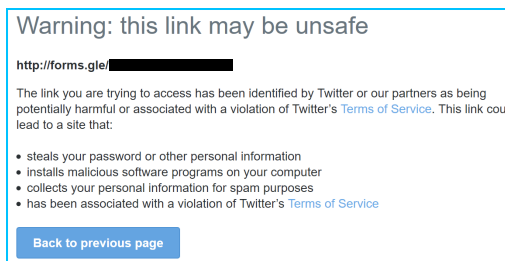 Warning: this link may be unsafe
http://forms.gle/
The link you are trying to access has been identified by Twitter or our partners as being
potentially harmful or associated with a violation of Twitter's Terms of Service. This link cou
lead to a site that:
• steals your password or other personal information
• installs malicious software programs on your computer
• collects your personal information for spam purposes
• has been associated with a violation of Twitter's Terms of Service
Back to previous page